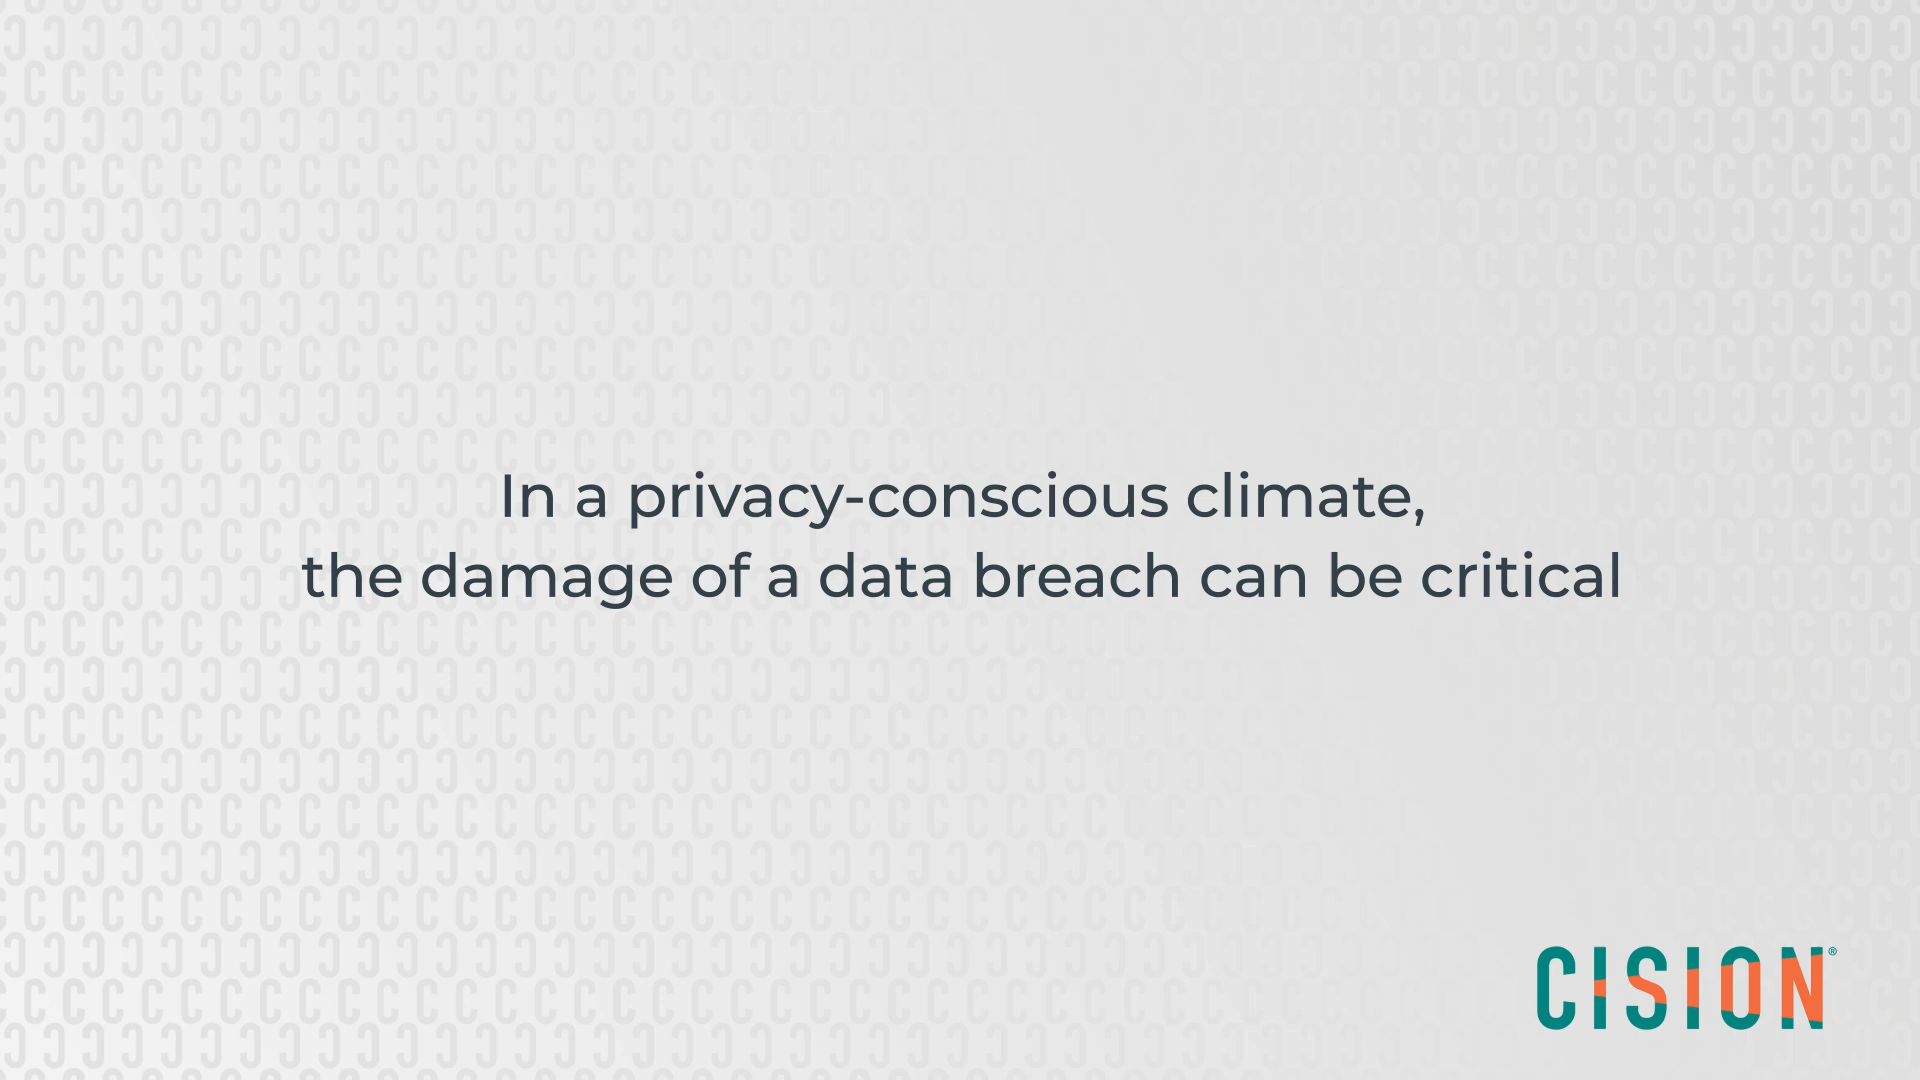 In a privacy-conscious climate,
the damage of a data breach can be critical
CISION®